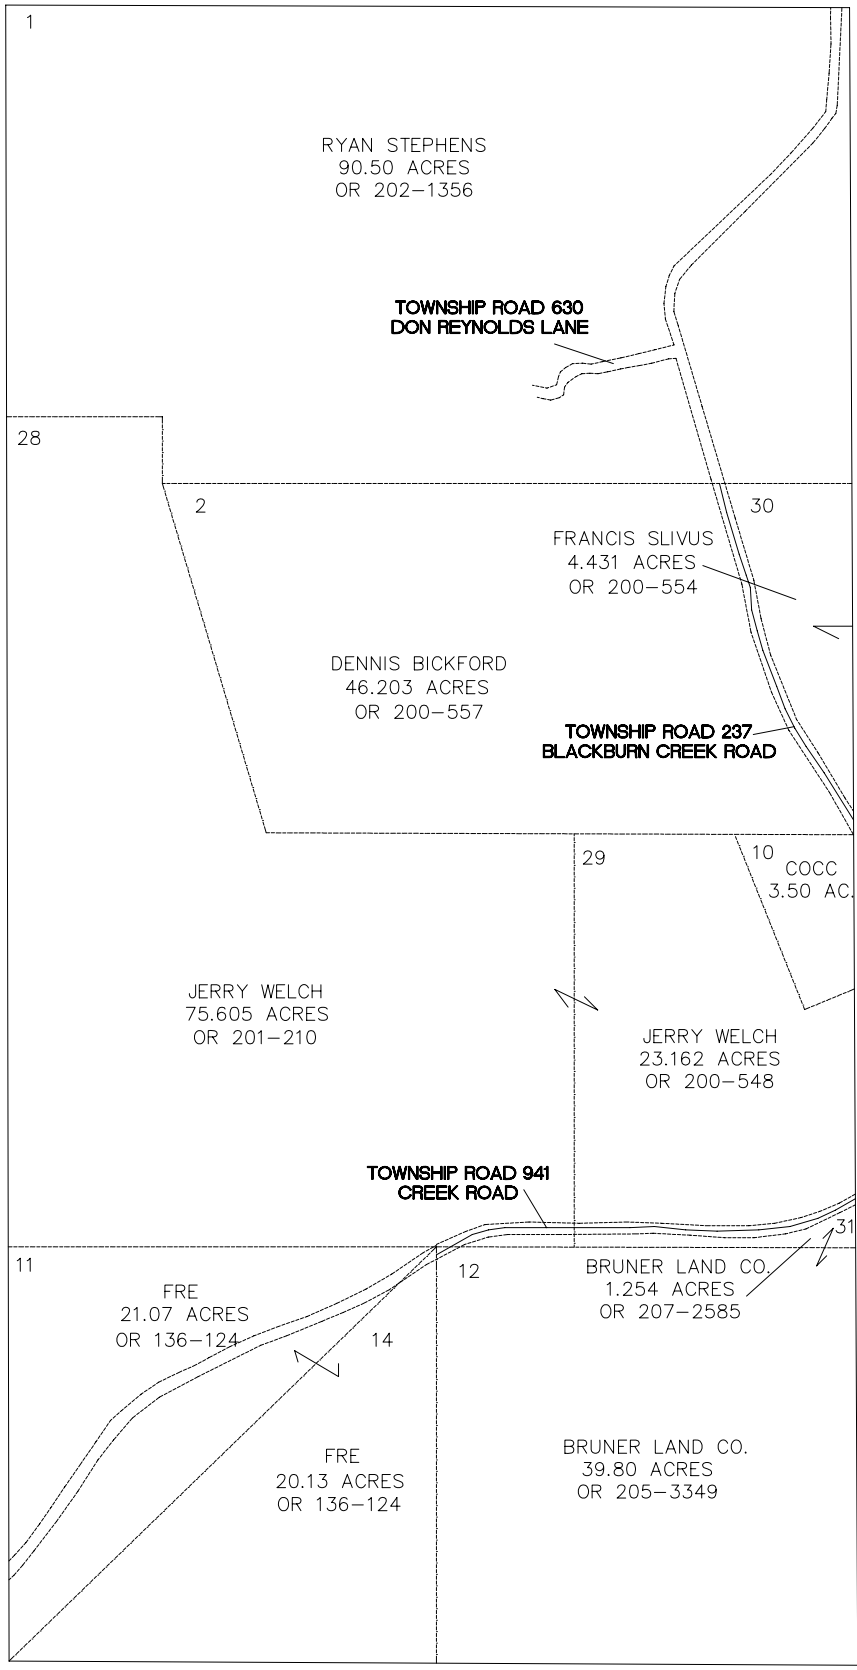 1
RYAN STEPHENS
90.50 ACRES
OR 202-1356
TOWNSHIP ROAD 630
DON REYNOLDS LANE
28
2
30
FRANCIS SLIVUS
4.431 ACRES
OR 200-554
DENNIS BICKFORD
46.203 ACRES
OR 200-557
TOWNSHIP ROAD 237
BLACKBURN CREEK ROAD
29
10
COCC
3.50 AC.
JERRY WELCH
75.605 ACRES
OR 201-210
JERRY WELCH
23.162 ACRES
OR 200-548
TOWNSHIP ROAD 941
CREEK ROAD
31
11
12
BRUNER LAND CO.
1.254 ACRES
OR 207-2585
FRE
21.07 ACRES
OR 136-124
14
FRE
20.13 ACRES
OR 136-124
BRUNER LAND CO.
39.80 ACRES
OR 205-3349